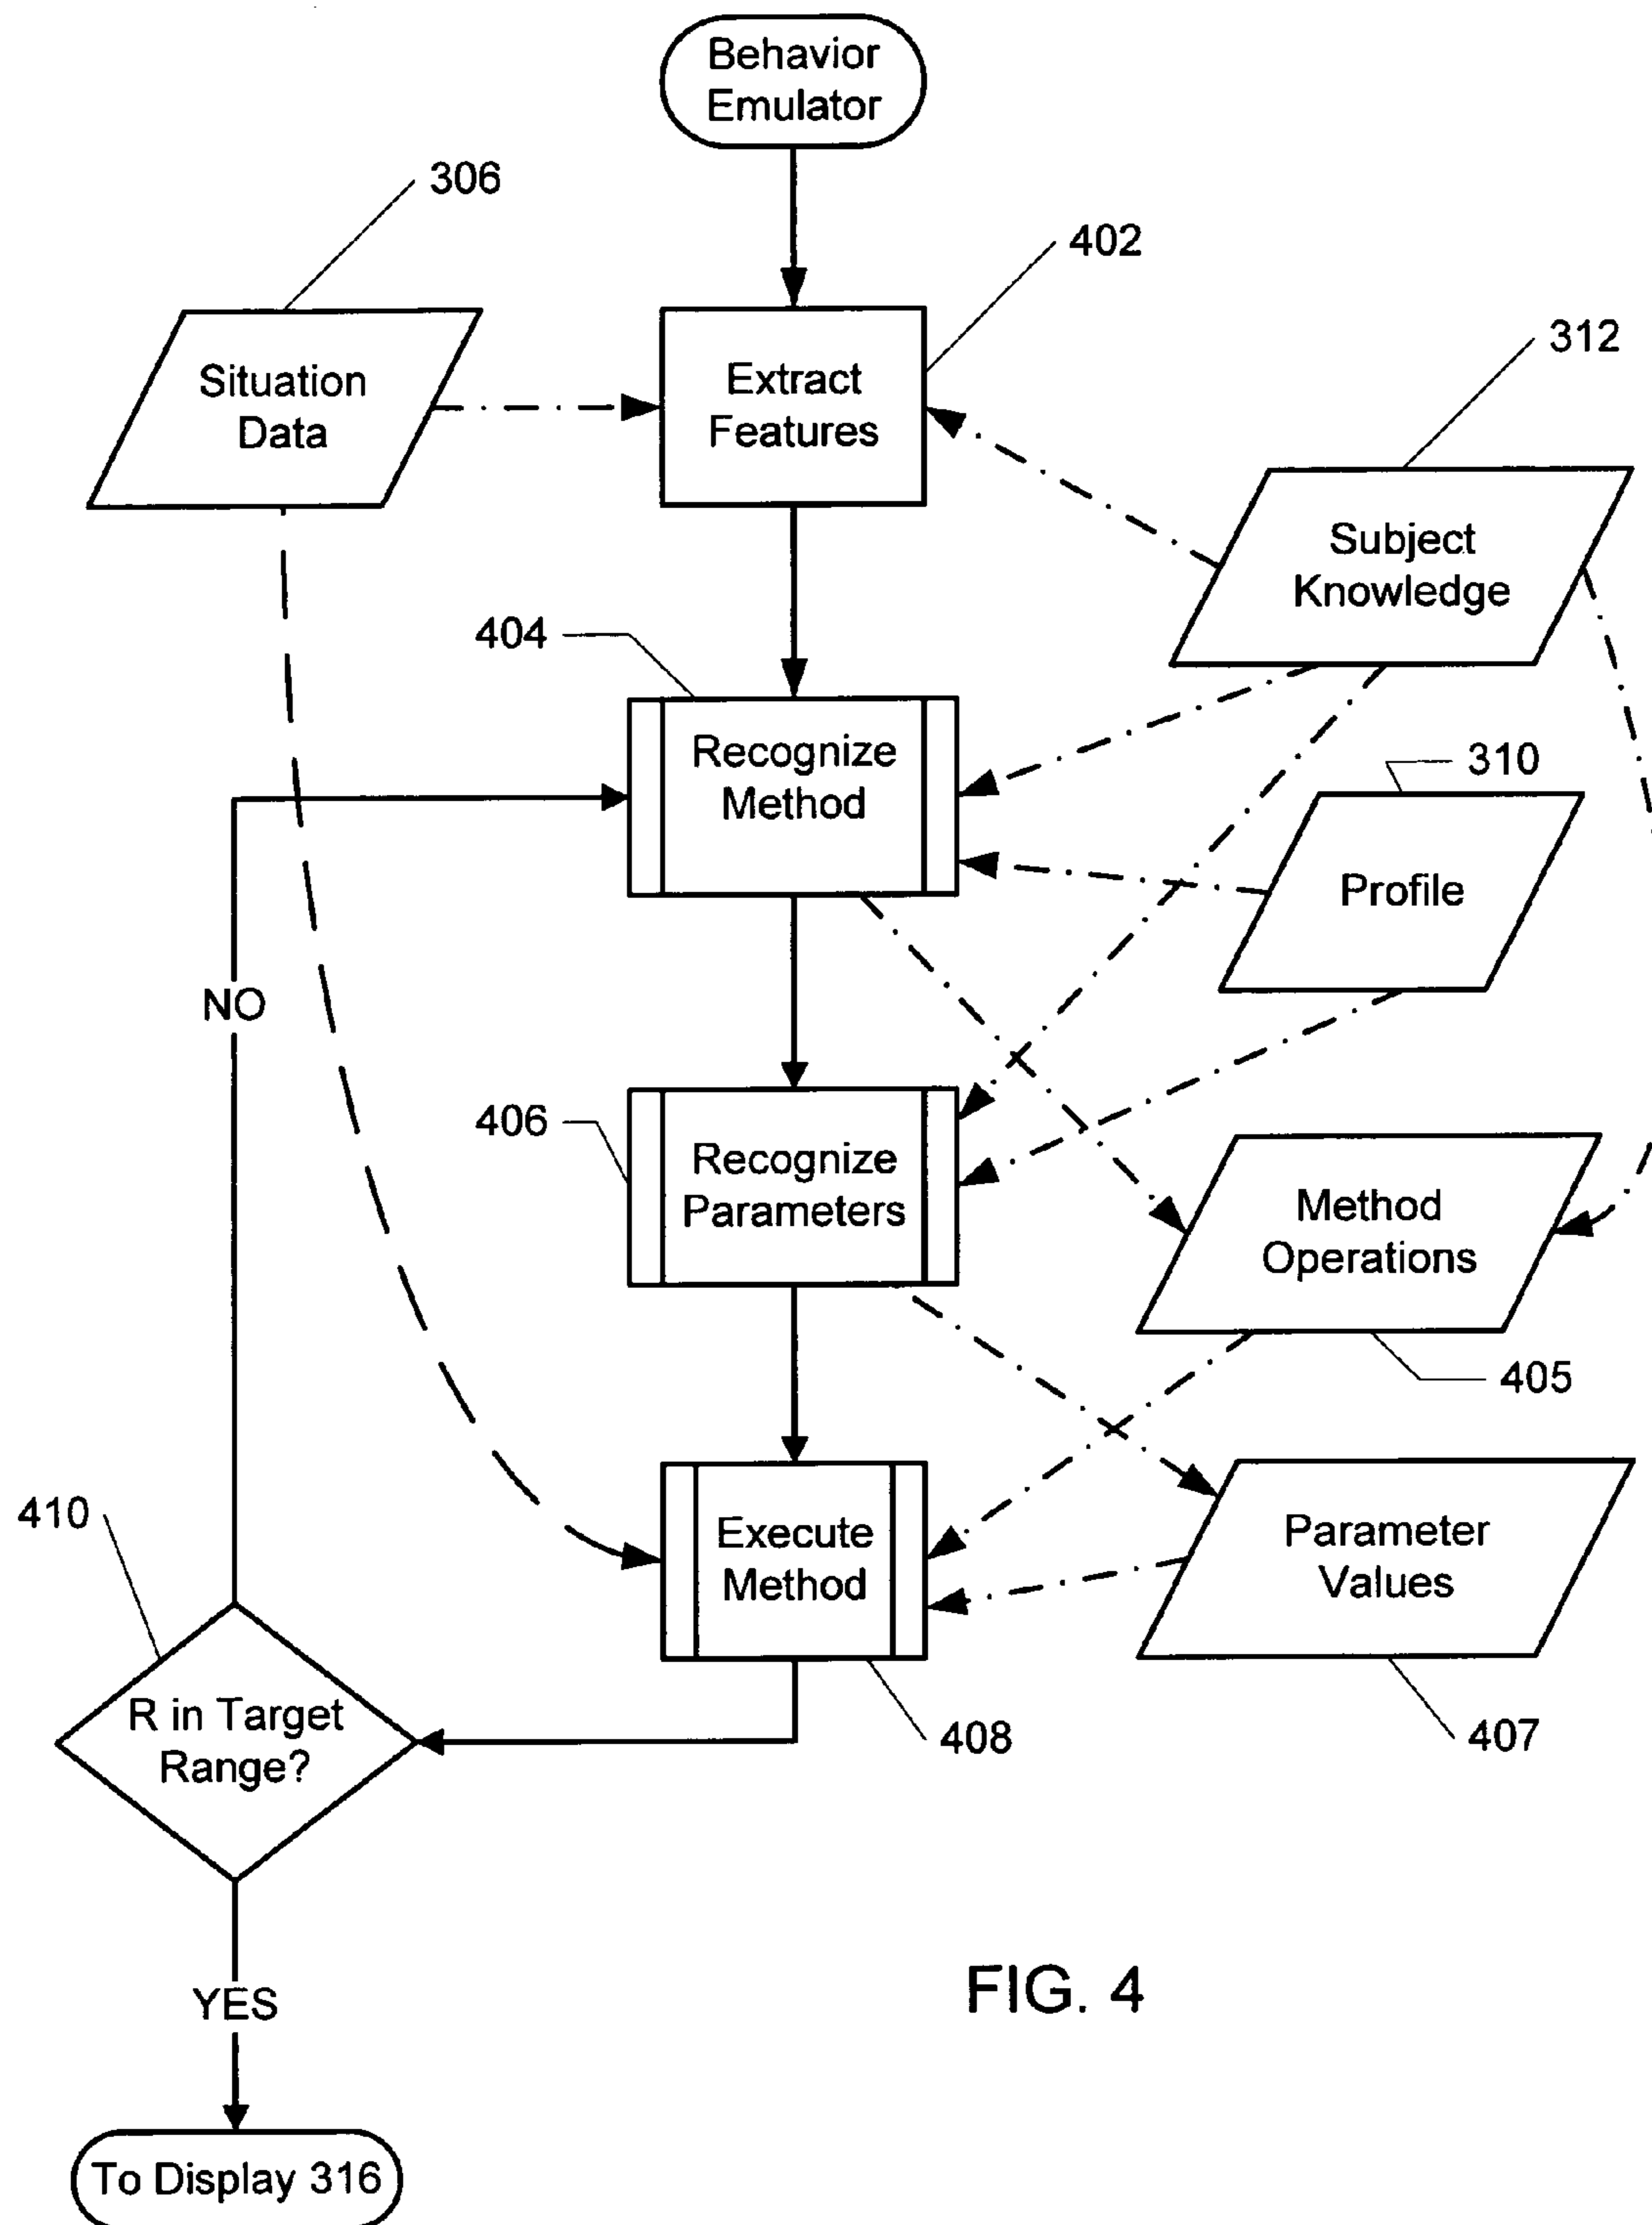 Behavior
Emulator
306
402
Situation
Data
Extract
Features
312
Subject
Knowledge
404
Recognize
Method
310
Profile
NO
406
Recognize
Parameters
Method
Operations
405
410
Execute
Method
Parameter
Values
R in Target
Range?
408
407
YES
FIG. 4
To Display 316